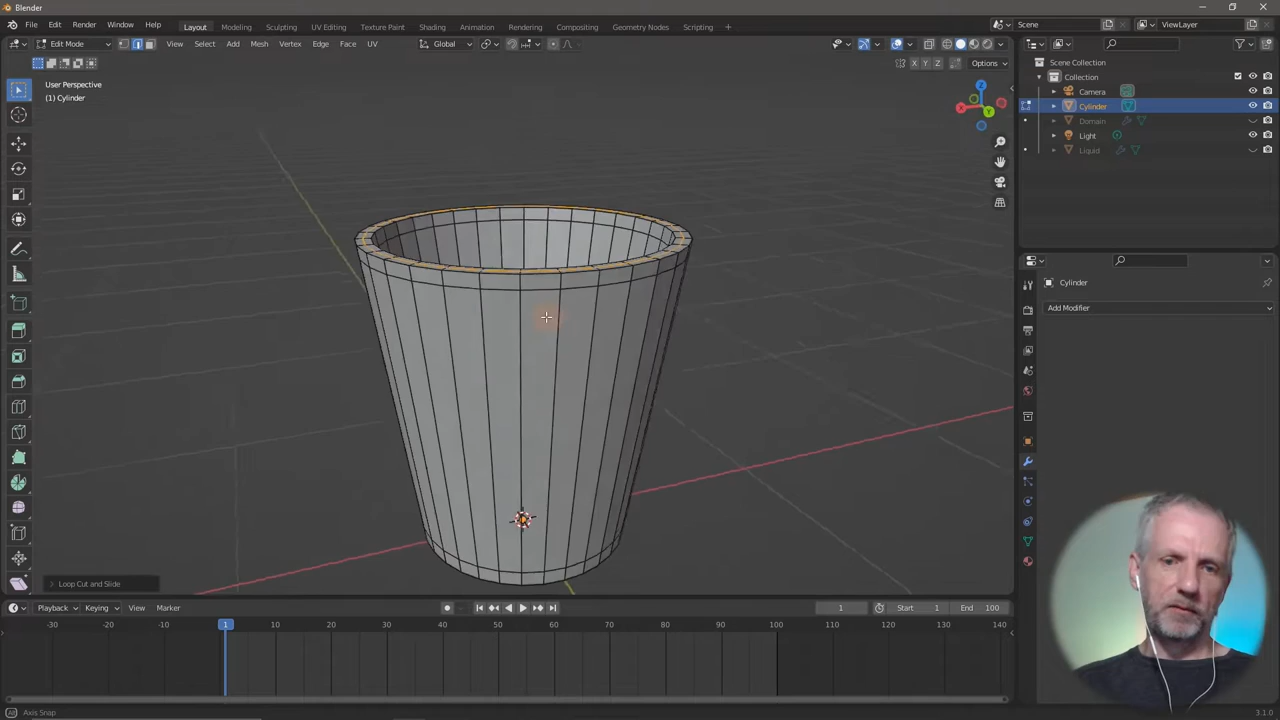 Blender
File Edit Render Window Help
Layout Modeling Sculpting UV Editing Texture Paint Shading Animation Rendering Compositing Geometry Nodes Scripting +
Scene
ViewLayer
Edit Mode
View Select Add Mesh Vertex Edge Face UV
Global
X Y Z
Options
User Perspective
(1) Cylinder
Z
X
Y
Scene Collection
Collection
Camera
Cylinder
Domain
Light
Liquid
Cylinder
Add Modifier
Loop Cut and Slide
Playback Keying View Marker
1
Start 1
End 100
-30 -20 -10 1 10 20 30 40 50 60 70 80 90 100 110 120 130 140
Axis Snap
3.1.0